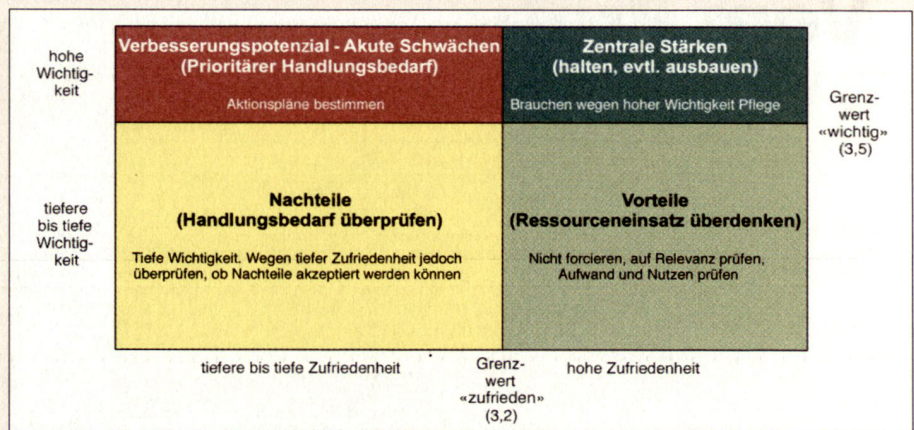 hohe
Wichtig-
keit
Verbesserungspotenzial - Akute Schwächen
(Prioritärer Handlungsbedarf)
Aktionspläne bestimmen
Zentrale Stärken
(halten, evtl. ausbauen)
Brauchen wegen hoher Wichtigkeit Pflege
Grenz-
wert
«wichtig»
(3,5)
tiefere
bis tiefe
Wichtig-
keit
Nachteile
(Handlungsbedarf überprüfen)
Tiefe Wichtigkeit. Wegen tiefer Zufriedenheit jedoch
überprüfen, ob Nachteile akzeptiert werden können
Vorteile
(Ressourceneinsatz überdenken)
Nicht forcieren, auf Relevanz prüfen,
Aufwand und Nutzen prüfen
tiefere bis tiefe Zufriedenheit
Grenz-
wert
«zufrieden»
(3,2)
hohe Zufriedenheit